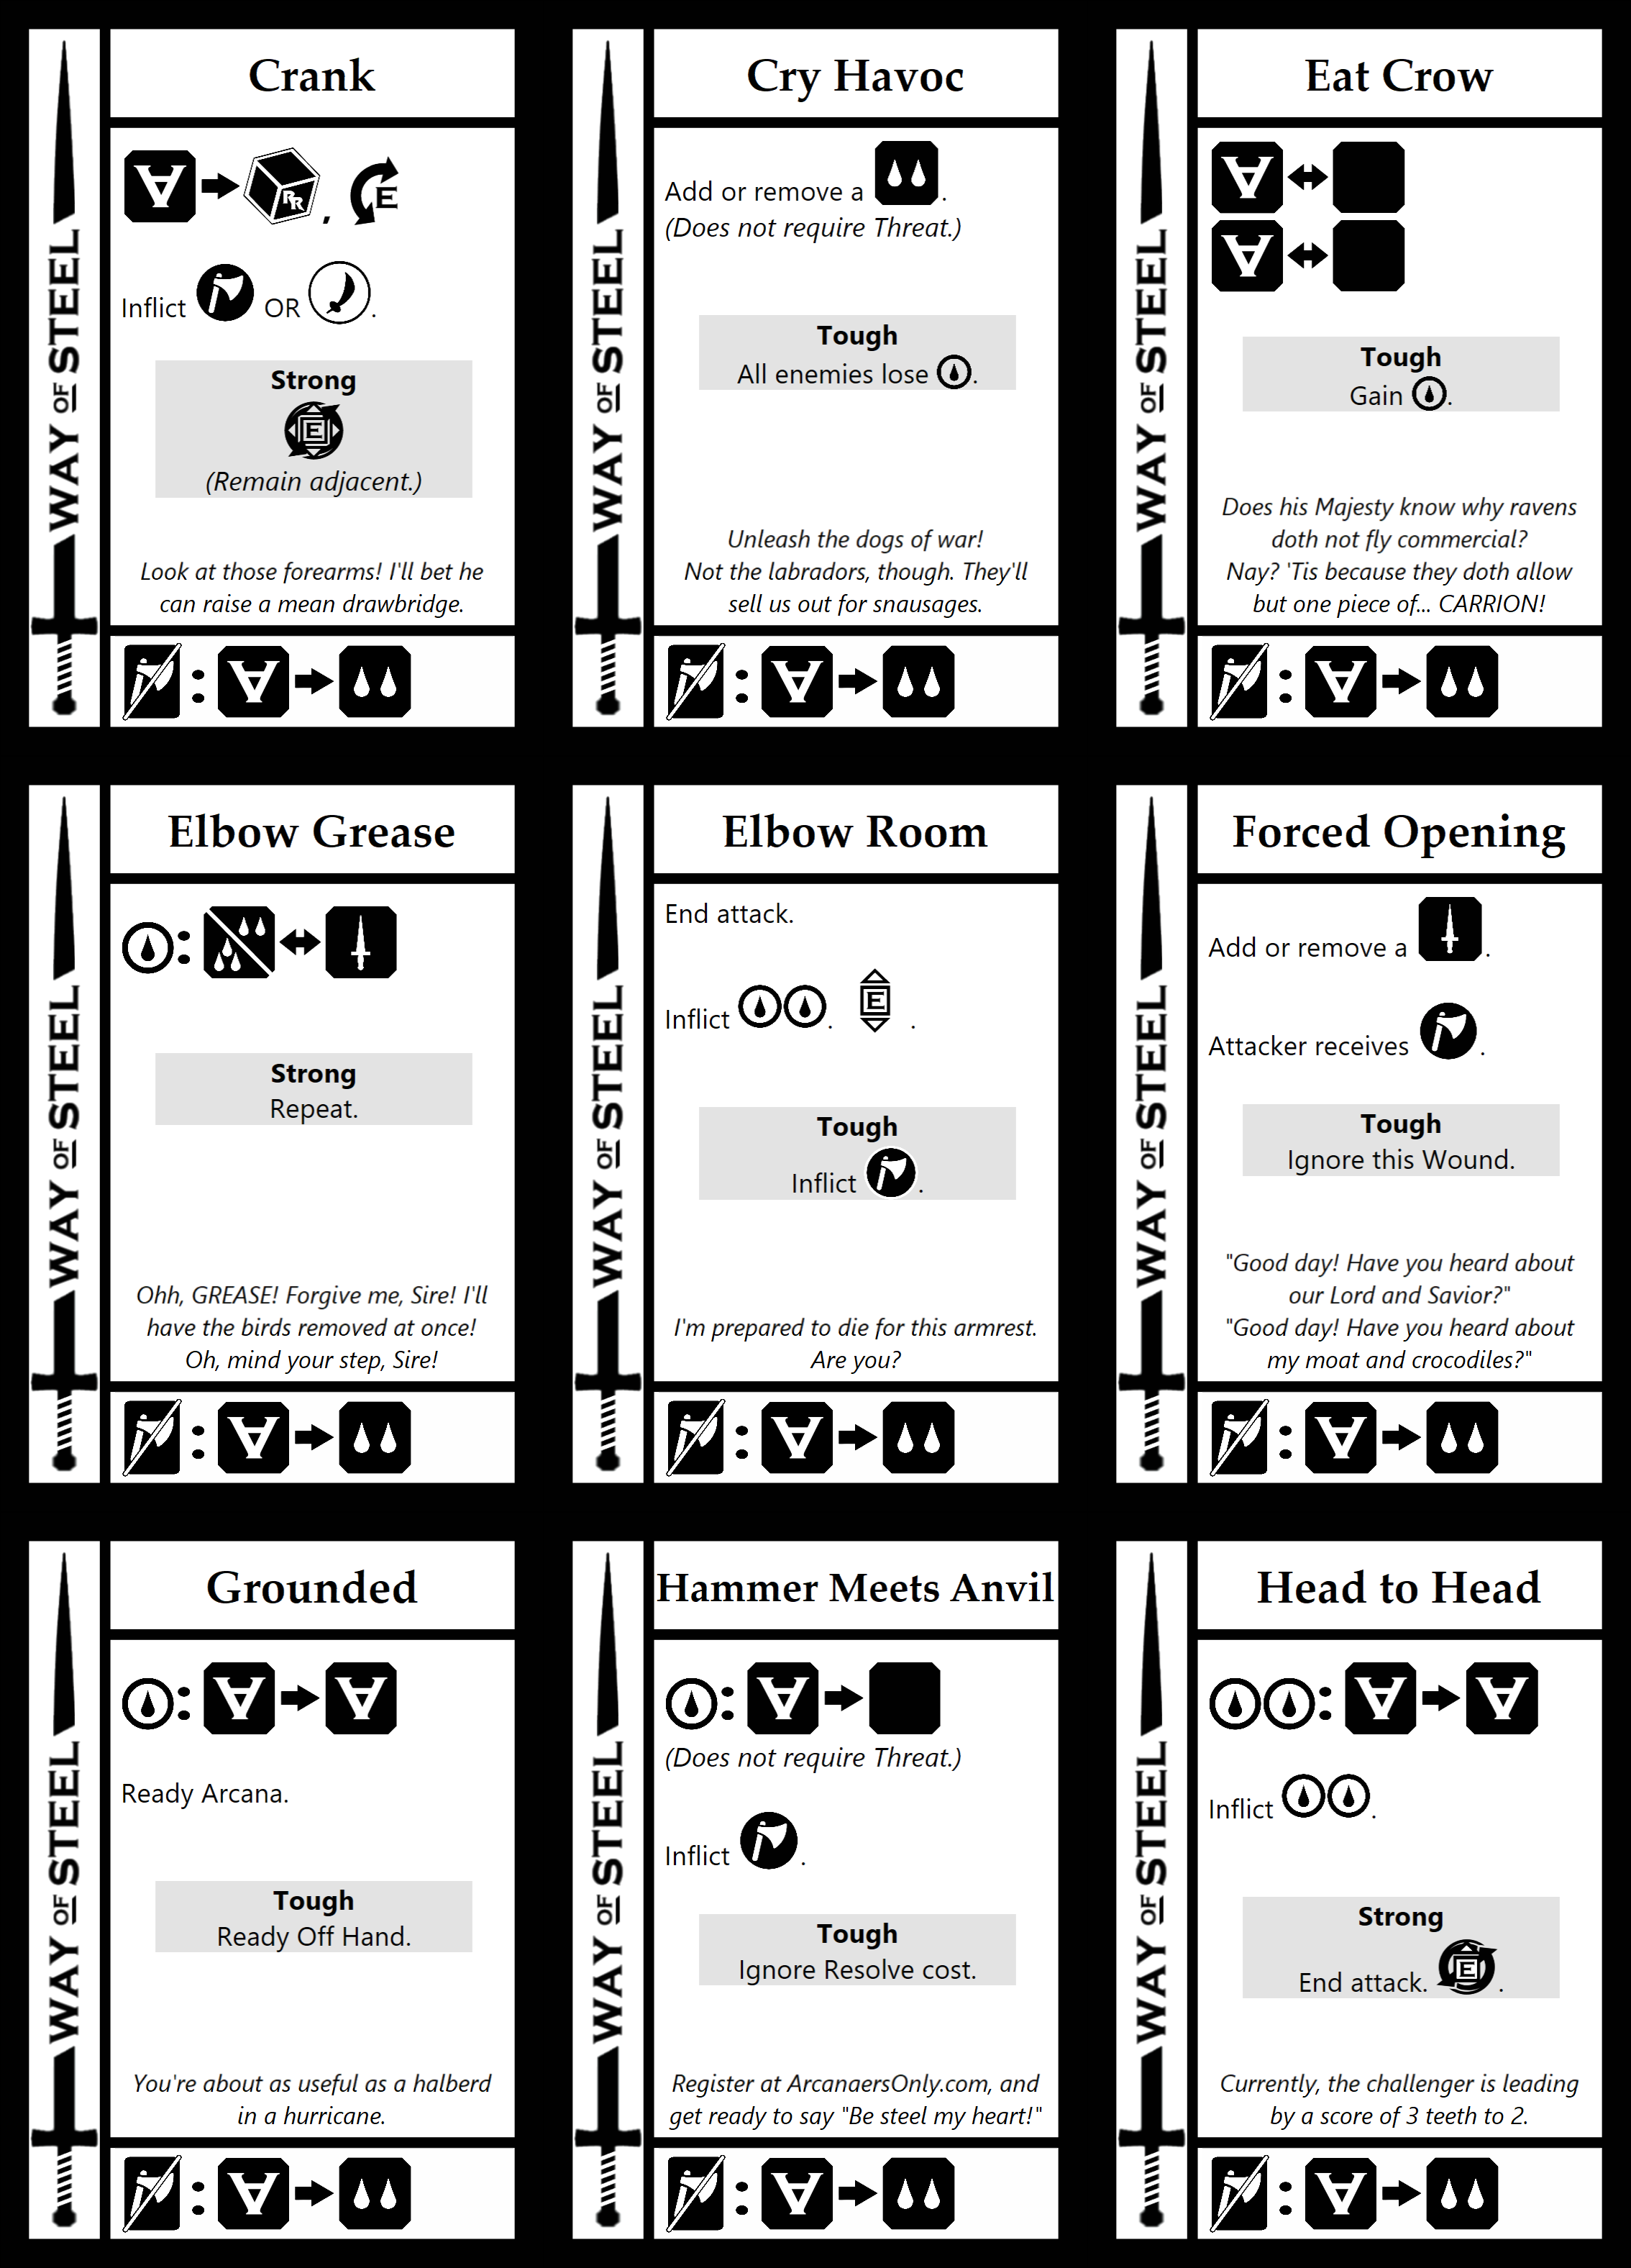 WAY OF STEEL
Crank
∀ RR, E
Inflict OR .
Strong
E
(Remain adjacent.)
Look at those forearms! I'll bet he
can raise a mean drawbridge.
: ∀
WAY OF STEEL
Cry Havoc
Add or remove a .
(Does not require Threat.)
Tough
All enemies lose .
Unleash the dogs of war!
Not the labradors, though. They'll
sell us out for snausages.
: ∀
WAY OF STEEL
Eat Crow
∀
∀
Tough
Gain .
Does his Majesty know why ravens
doth not fly commercial?
Nay? 'Tis because they doth allow
but one piece of... CARRION!
: ∀
WAY OF STEEL
Elbow Grease
:
Strong
Repeat.
Ohh, GREASE! Forgive me, Sire! I'll
have the birds removed at once!
Oh, mind your step, Sire!
: ∀
WAY OF STEEL
Elbow Room
End attack.
Inflict . E .
Tough
Inflict .
I'm prepared to die for this armrest.
Are you?
: ∀
WAY OF STEEL
Forced Opening
Add or remove a .
Attacker receives .
Tough
Ignore this Wound.
"Good day! Have you heard about
our Lord and Savior?"
"Good day! Have you heard about
my moat and crocodiles?"
: ∀
WAY OF STEEL
Grounded
: ∀ ∀
Ready Arcana.
Tough
Ready Off Hand.
You're about as useful as a halberd
in a hurricane.
: ∀
WAY OF STEEL
Hammer Meets Anvil
: ∀
(Does not require Threat.)
Inflict .
Tough
Ignore Resolve cost.
Register at ArcanaersOnly.com, and
get ready to say "Be steel my heart!"
: ∀
WAY OF STEEL
Head to Head
: ∀ ∀
Inflict .
Strong
End attack. E .
Currently, the challenger is leading
by a score of 3 teeth to 2.
: ∀